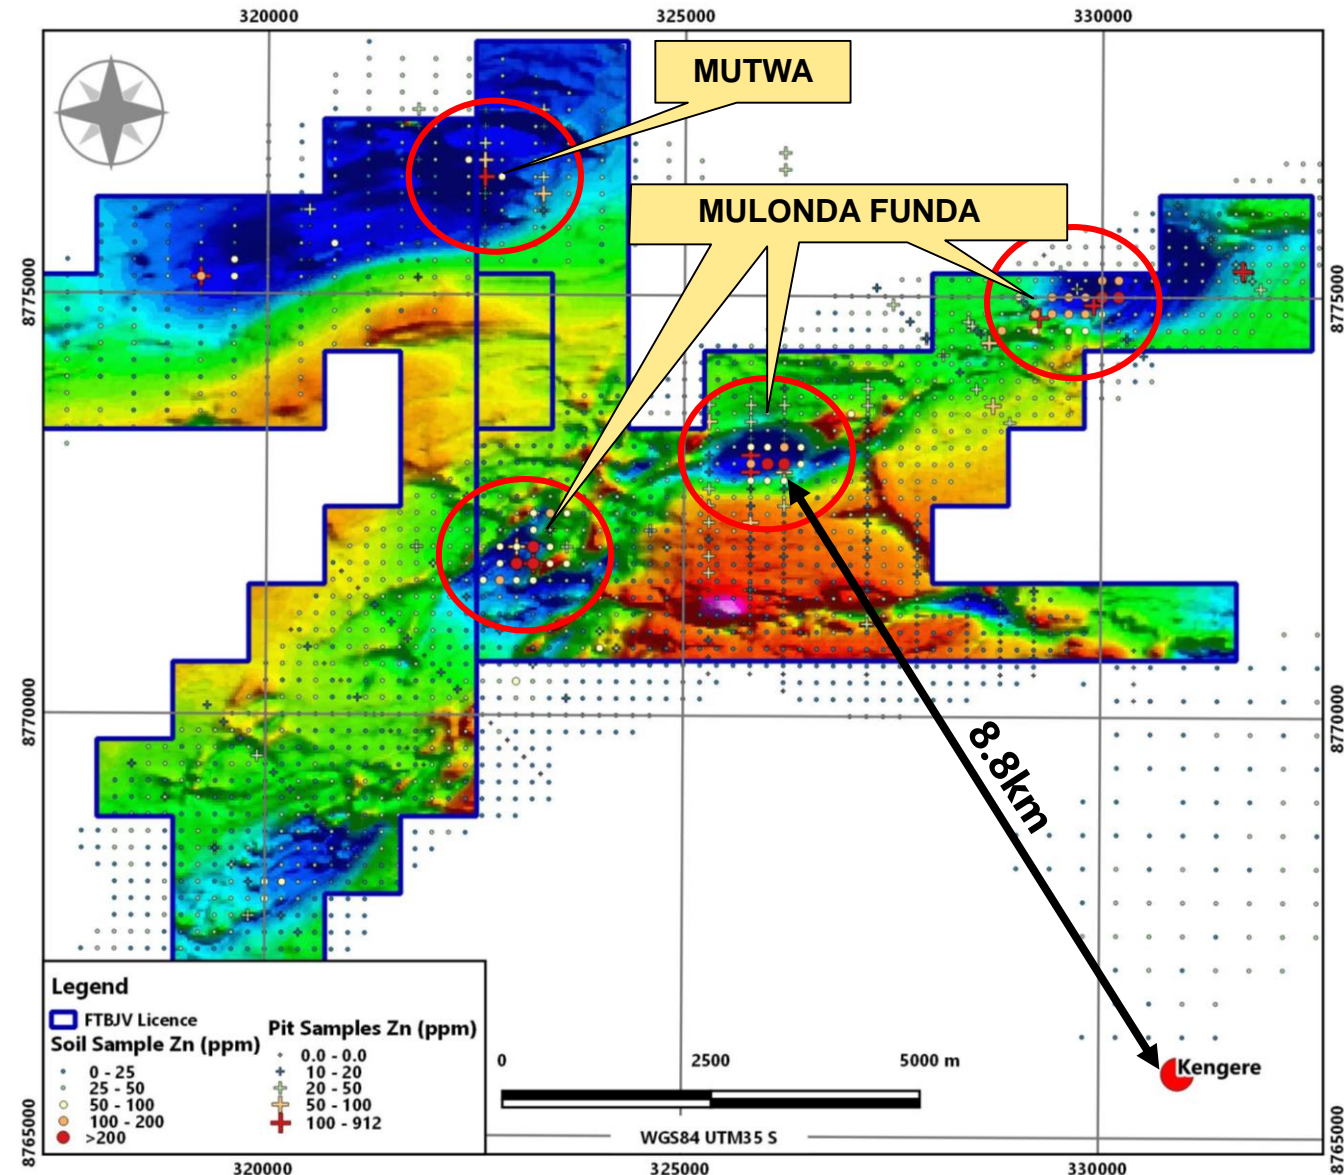 320000 325000 330000
MUTWA
MULONDA FUNDA
8775000 8775000
8770000 8770000
8.8km
Kengere
Legend
FTBJV Licence
Soil Sample Zn (ppm)
0 - 25
25 - 50
50 - 100
100 - 200
>200
Pit Samples Zn (ppm)
0.0 - 0.0
10 - 20
20 - 50
50 - 100
100 - 912
0 2500 5000 m
WGS84 UTM35 S
8765000 8765000
320000 325000 330000